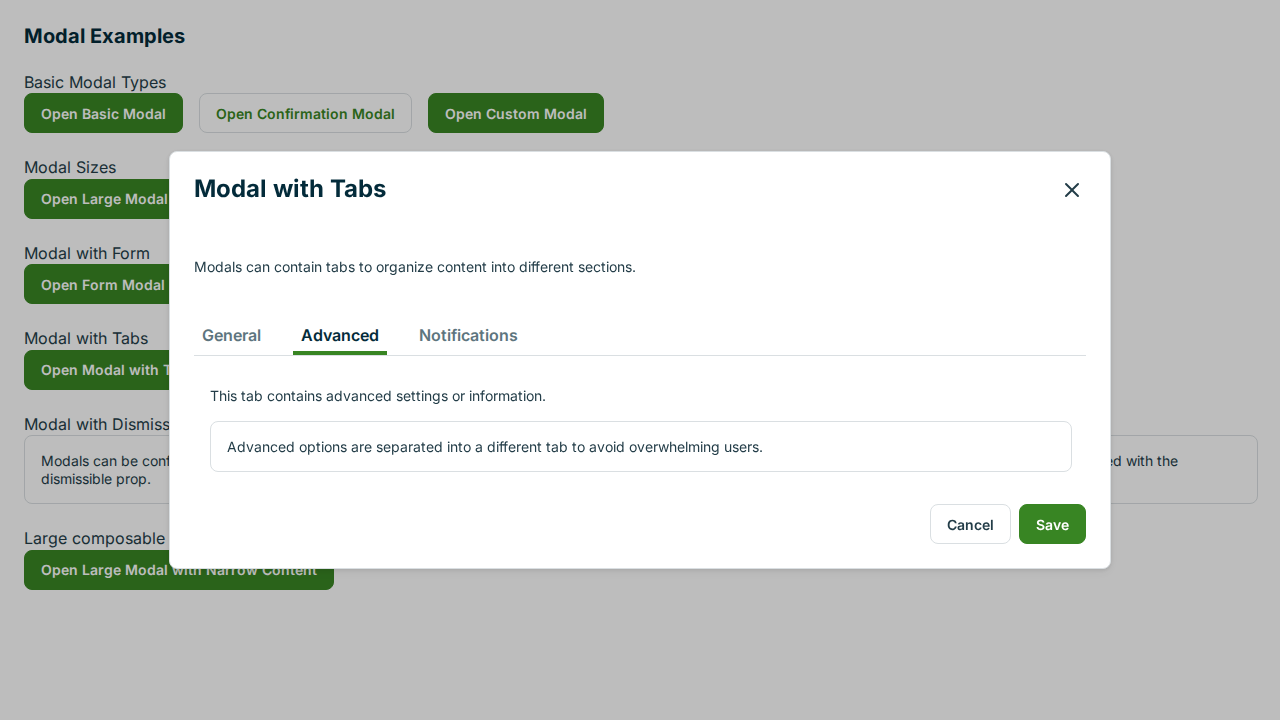 Modal Examples
Basic Modal Types
Open Basic Modal
Open Confirmation Modal
Open Custom Modal
Modal Sizes
Open Large Modal
Modal with Form
Open Form Modal
Modal with Tabs
Open Modal with
Modal with
Modals can be
ed with the
dismissible prop.
Large composable
Open Large Modal with Narrow Content
Modal with Tabs
Modals can contain tabs to organize content into different sections.
General
Advanced
Notifications
This tab contains advanced settings or information.
Advanced options are separated into a different tab to avoid overwhelming users.
Cancel
Save